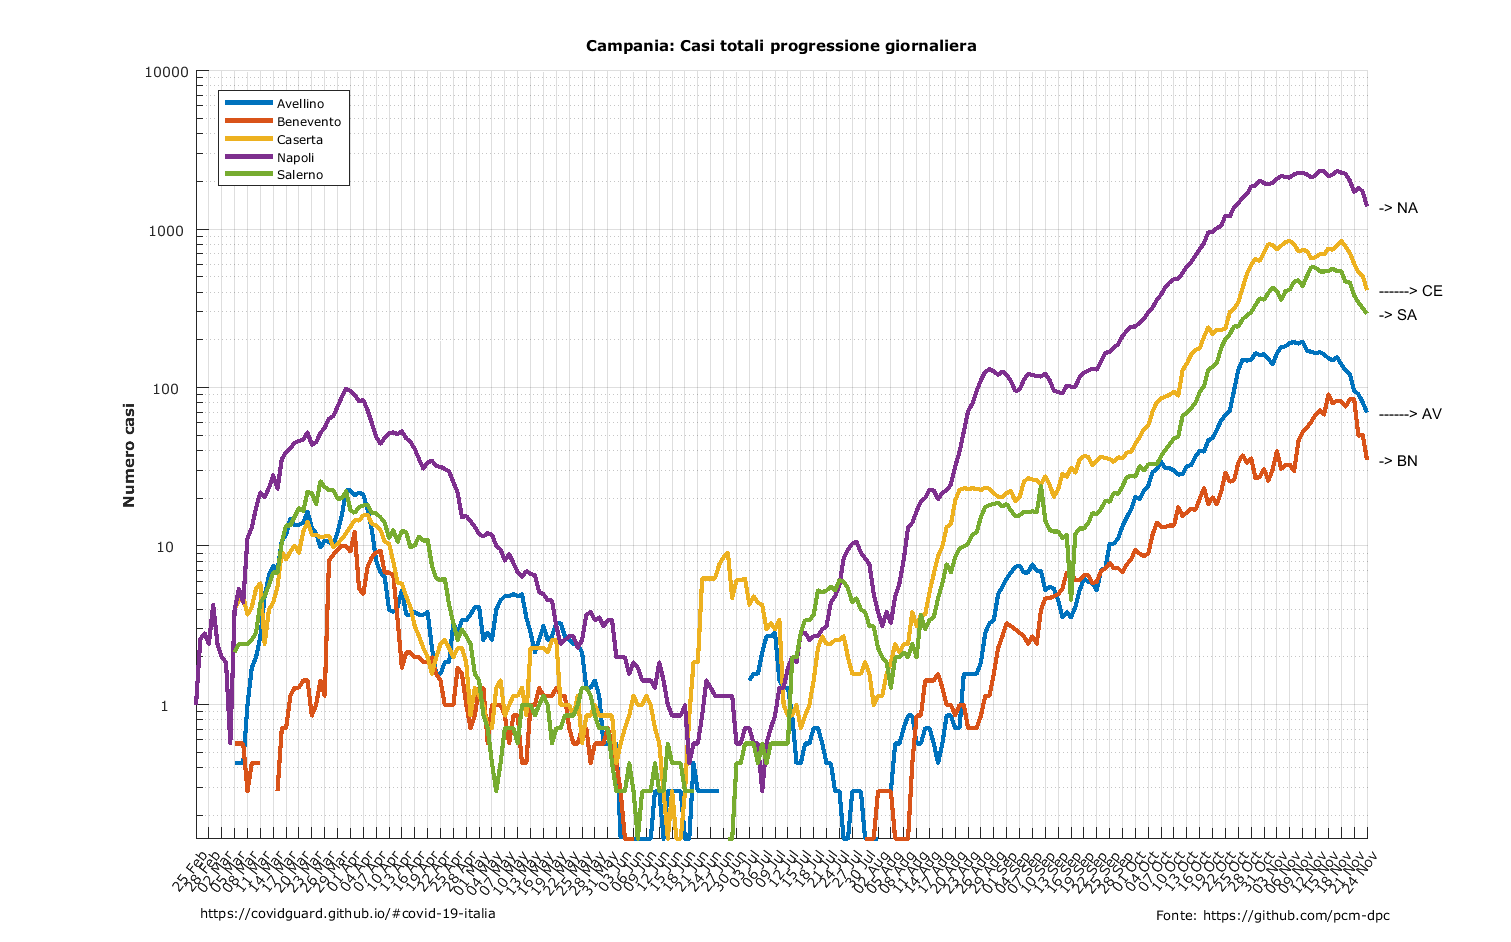 Campania: Casi totali progressione giornaliera
10000
1000
100
10
1
Numero casi
Avellino
Benevento
Caserta
Napoli
Salerno
-> NA
------> CE
-> SA
------> AV
-> BN
25 Feb
28 Feb
02 Mar
05 Mar
08 Mar
11 Mar
14 Mar
17 Mar
20 Mar
23 Mar
26 Mar
29 Mar
01 Apr
04 Apr
07 Apr
10 Apr
13 Apr
16 Apr
19 Apr
22 Apr
25 Apr
28 Apr
01 May
04 May
07 May
10 May
13 May
16 May
19 May
22 May
25 May
28 May
31 May
03 Jun
06 Jun
09 Jun
12 Jun
15 Jun
18 Jun
21 Jun
24 Jun
27 Jun
30 Jun
03 Jul
06 Jul
09 Jul
12 Jul
15 Jul
18 Jul
21 Jul
24 Jul
27 Jul
30 Jul
02 Aug
05 Aug
08 Aug
11 Aug
14 Aug
17 Aug
20 Aug
23 Aug
26 Aug
29 Aug
01 Sep
04 Sep
07 Sep
10 Sep
13 Sep
16 Sep
19 Sep
22 Sep
25 Sep
28 Sep
01 Oct
04 Oct
07 Oct
10 Oct
13 Oct
16 Oct
19 Oct
22 Oct
25 Oct
28 Oct
31 Oct
03 Nov
06 Nov
09 Nov
12 Nov
15 Nov
18 Nov
21 Nov
24 Nov
https://covidguard.github.io/#covid-19-italia
Fonte: https://github.com/pcm-dpc